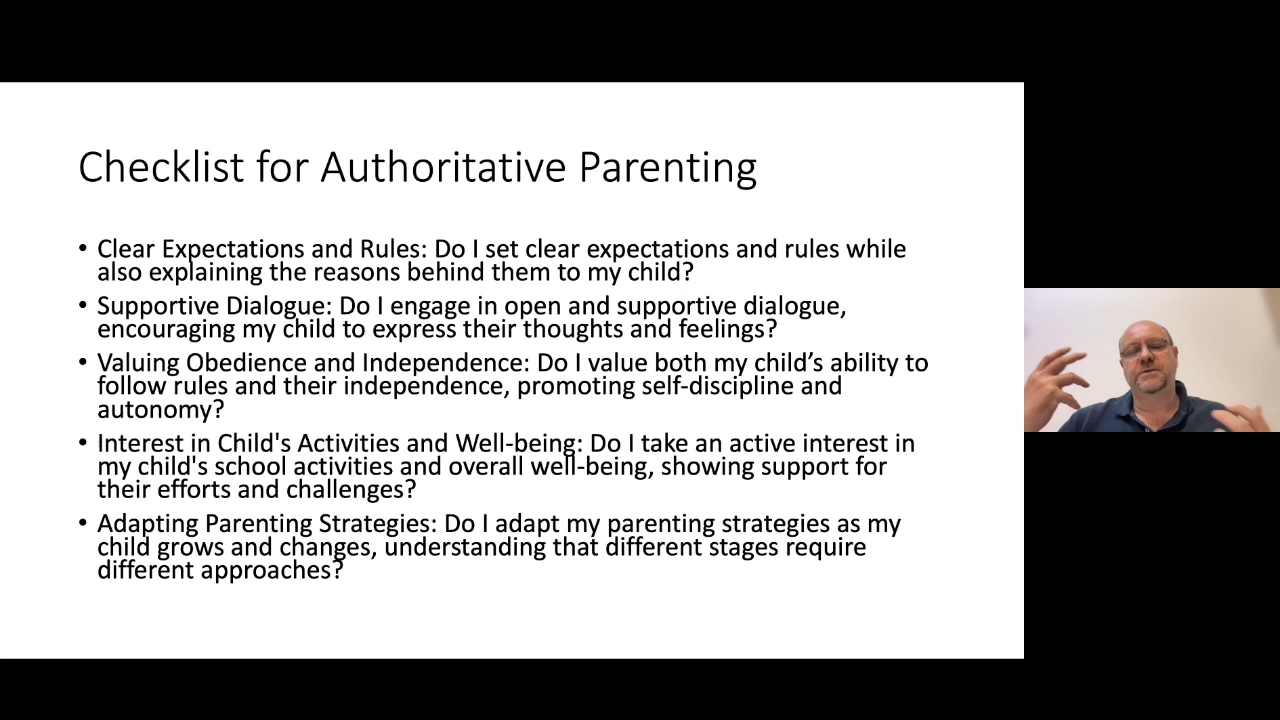 Checklist for Authoritative Parenting
• Clear Expectations and Rules: Do I set clear expectations and rules while
also explaining the reasons behind them to my child?
• Supportive Dialogue: Do I engage in open and supportive dialogue,
encouraging my child to express their thoughts and feelings?
• Valuing Obedience and Independence: Do I value both my child’s ability to
follow rules and their independence, promoting self-discipline and
autonomy?
• Interest in Child's Activities and Well-being: Do I take an active interest in
my child's school activities and overall well-being, showing support for
their efforts and challenges?
• Adapting Parenting Strategies: Do I adapt my parenting strategies as my
child grows and changes, understanding that different stages require
different approaches?